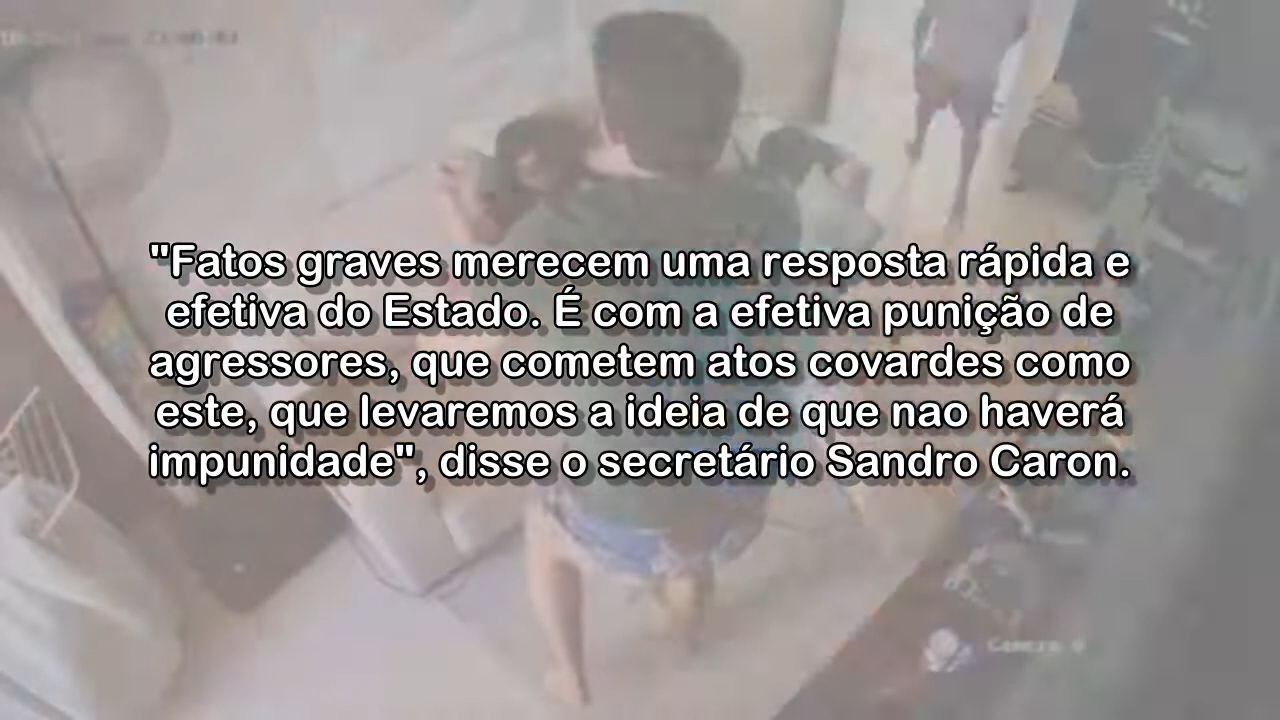 "Fatos graves merecem uma resposta rápida e
efetiva do Estado. É com a efetiva punição de
agressores, que cometem atos covardes como
este, que levaremos a ideia de que nao haverá
impunidade", disse o secretário Sandro Caron.